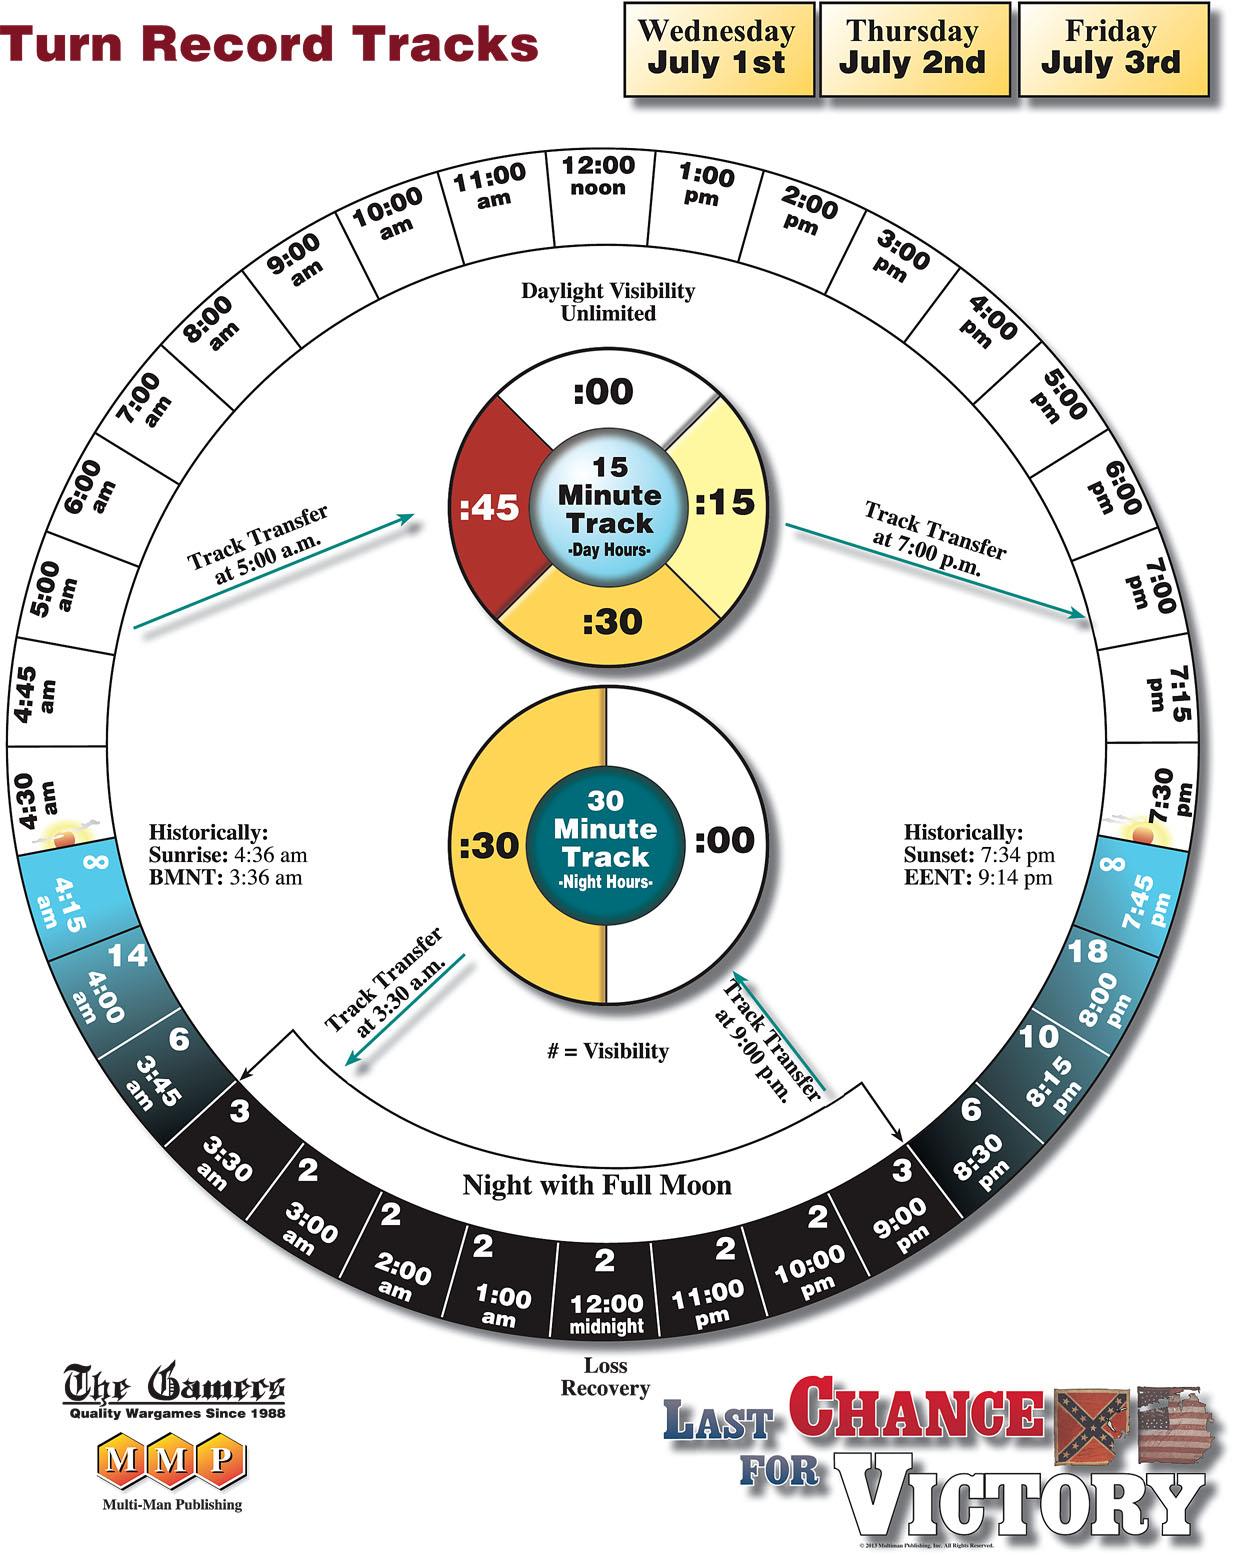 Turn Record Tracks
Wednesday
July 1st
Thursday
July 2nd
Friday
July 3rd
12:00
noon
1:00
pm
2:00
pm
3:00
pm
4:00
pm
5:00
pm
6:00
pm
7:00
pm
7:15
pm
7:30
pm
8
7:45
pm
18
8:00
pm
10
8:15
pm
6
8:30
pm
3
9:00
pm
2
10:00
pm
2
11:00
pm
2
12:00
midnight
2
1:00
am
2
2:00
am
2
3:00
am
3
3:30
am
6
3:45
am
14
4:00
am
8
4:15
am
4:30
am
4:45
am
5:00
am
6:00
am
7:00
am
8:00
am
9:00
am
10:00
am
11:00
am
Daylight Visibility
Unlimited
:00
:15
:30
:45
15
Minute
Track
-Day Hours-
Track Transfer
at 5:00 a.m.
Track Transfer
at 7:00 p.m.
:30
:00
30
Minute
Track
-Night Hours-
Historically:
Sunrise: 4:36 am
BMNT: 3:36 am
Historically:
Sunset: 7:34 pm
EENT: 9:14 pm
Track Transfer
at 3:30 a.m.
Track Transfer
at 9:00 p.m.
# = Visibility
Night with Full Moon
Loss
Recovery
The Gamers
Quality Wargames Since 1988
MMP
Multi-Man Publishing
LAST CHANCE
FOR VICTORY
© 2013 Multiman Publishing, Inc. All Rights Reserved.